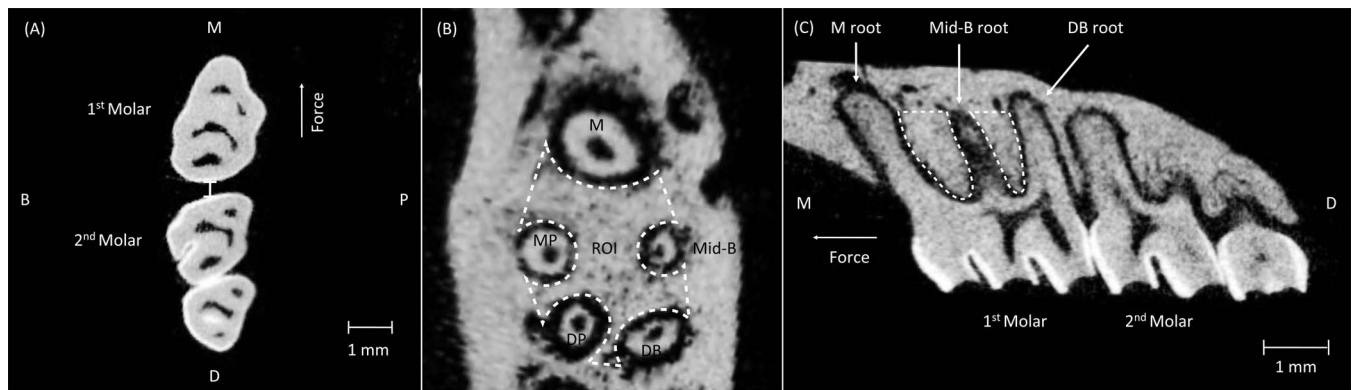 (A)
M
1st Molar
Force
B
P
2nd Molar
1 mm
D
(B)
M
MP
ROI
Mid-B
DP
DB
(C)
M root
Mid-B root
DB root
M
D
Force
1st Molar
2nd Molar
1 mm